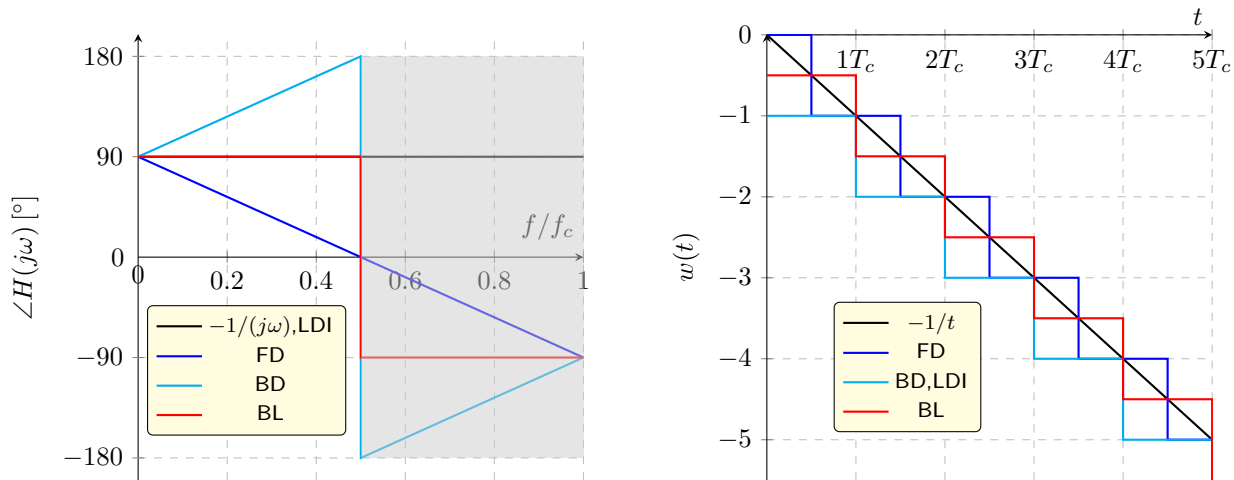 180
90
0
−90
−180
∠H(jω) [°]
0
0.2
0.4
0.6
0.8
1
f/f_c
−1/(jω),LDI
FD
BD
BL
t
0
−1
−2
−3
−4
−5
w(t)
1T_c
2T_c
3T_c
4T_c
5T_c
−1/t
FD
BD,LDI
BL